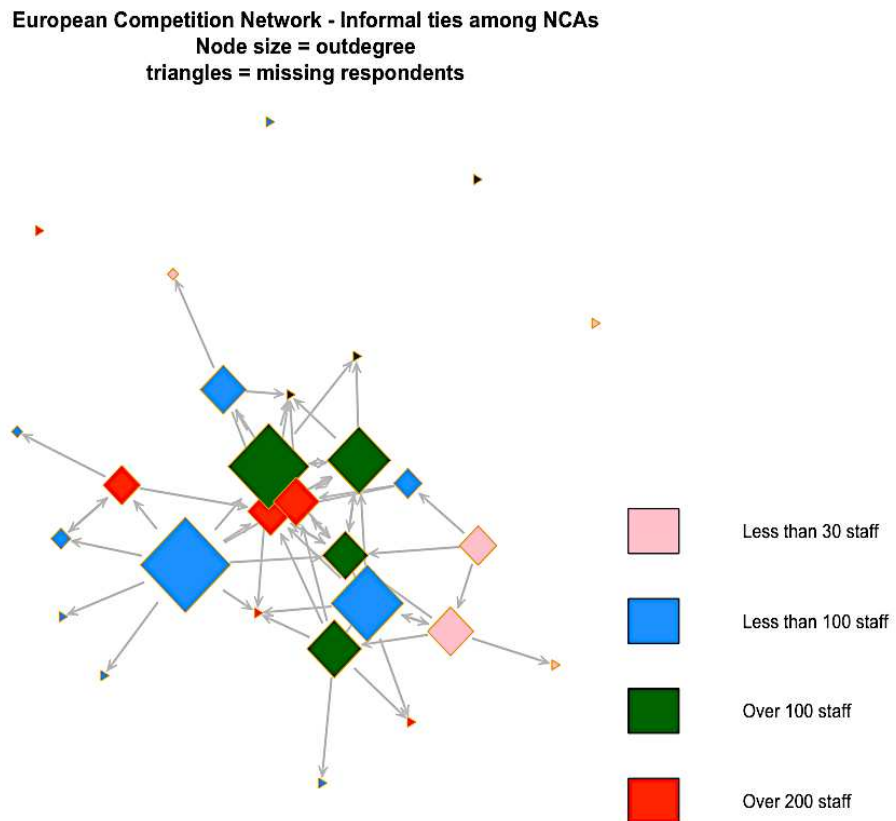 European Competition Network - Informal ties among NCAs
Node size = outdegree
triangles = missing respondents
Less than 30 staff
Less than 100 staff
Over 100 staff
Over 200 staff